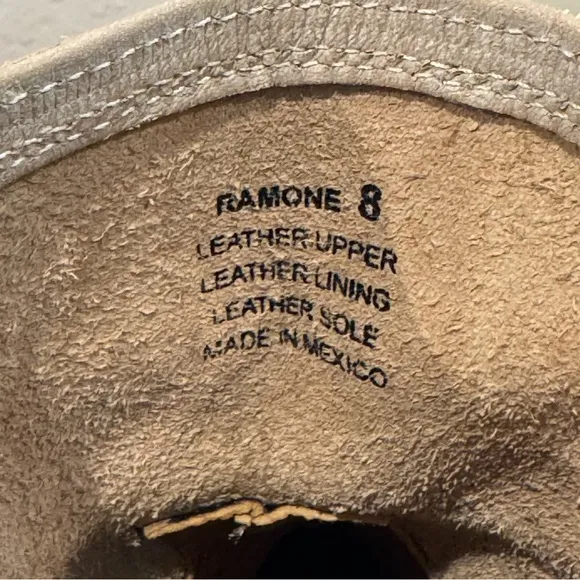 RAMONE 8
LEATHER UPPER
LEATHER LINING
LEATHER SOLE
MADE IN MEXICO